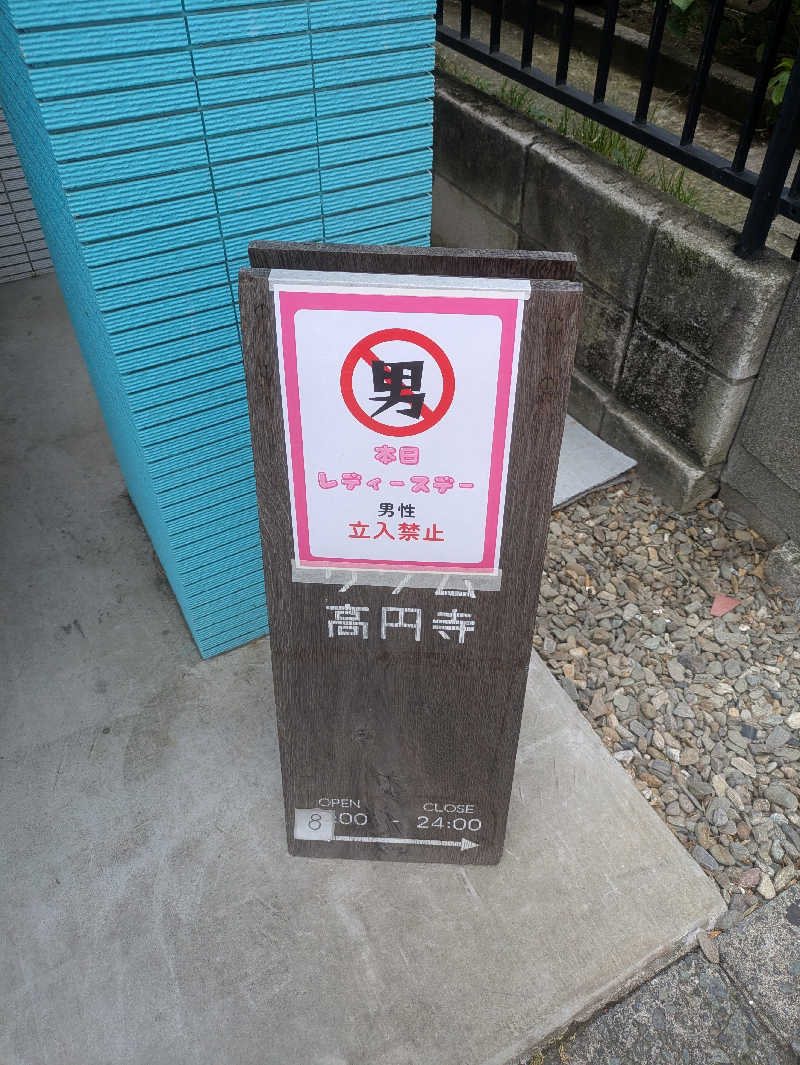 男
本日
レディースデー
男性
立入禁止
高円寺
OPEN CLOSE
8:00 - 24:00